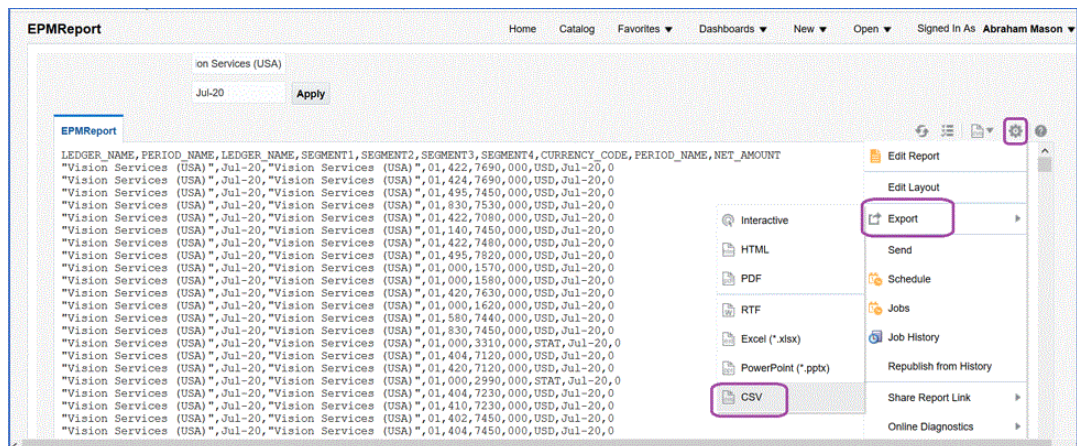 EPMReport
Home Catalog Favorites Dashboards New Open Signed In As Abraham Mason
ion Services (USA)
Jul-20 Apply
EPMReport
LEDGER_NAME,PERIOD_NAME,LEDGER_NAME,SEGMENT1,SEGMENT2,SEGMENT3,SEGMENT4,CURRENCY_CODE,PERIOD_NAME,NET_AMOUNT
"Vision Services (USA)",Jul-20,"Vision Services (USA)",01,422,7690,000,USD,Jul-20,0
"Vision Services (USA)",Jul-20,"Vision Services (USA)",01,424,7690,000,USD,Jul-20,0
"Vision Services (USA)",Jul-20,"Vision Services (USA)",01,495,7450,000,USD,Jul-20,0
"Vision Services (USA)",Jul-20,"Vision Services (USA)",01,830,7530,000,USD,Jul-20,0
"Vision Services (USA)",Jul-20,"Vision Services (USA)",01,422,7080,000,USD,Jul-20,0
"Vision Services (USA)",Jul-20,"Vision Services (USA)",01,140,7450,000,USD,Jul-20,0
"Vision Services (USA)",Jul-20,"Vision Services (USA)",01,422,7480,000,USD,Jul-20,0
"Vision Services (USA)",Jul-20,"Vision Services (USA)",01,495,7820,000,USD,Jul-20,0
"Vision Services (USA)",Jul-20,"Vision Services (USA)",01,000,1570,000,USD,Jul-20,0
"Vision Services (USA)",Jul-20,"Vision Services (USA)",01,000,1580,000,USD,Jul-20,0
"Vision Services (USA)",Jul-20,"Vision Services (USA)",01,420,7630,000,USD,Jul-20,0
"Vision Services (USA)",Jul-20,"Vision Services (USA)",01,000,1620,000,USD,Jul-20,0
"Vision Services (USA)",Jul-20,"Vision Services (USA)",01,580,7440,000,USD,Jul-20,0
"Vision Services (USA)",Jul-20,"Vision Services (USA)",01,830,7450,000,USD,Jul-20,0
"Vision Services (USA)",Jul-20,"Vision Services (USA)",01,000,3310,000,STAT,Jul-20,0
"Vision Services (USA)",Jul-20,"Vision Services (USA)",01,404,7120,000,USD,Jul-20,0
"Vision Services (USA)",Jul-20,"Vision Services (USA)",01,420,7120,000,USD,Jul-20,0
"Vision Services (USA)",Jul-20,"Vision Services (USA)",01,000,2990,000,STAT,Jul-20,0
"Vision Services (USA)",Jul-20,"Vision Services (USA)",01,404,7230,000,USD,Jul-20,0
"Vision Services (USA)",Jul-20,"Vision Services (USA)",01,410,7230,000,USD,Jul-20,0
"Vision Services (USA)",Jul-20,"Vision Services (USA)",01,402,7450,000,USD,Jul-20,0
"Vision Services (USA)",Jul-20,"Vision Services (USA)",01,404,7450,000,USD,Jul-20,0
Interactive
HTML
PDF
RTF
Excel (*.xlsx)
PowerPoint (*.pptx)
CSV
Edit Report
Edit Layout
Export
Send
Schedule
Jobs
Job History
Republish from History
Share Report Link
Online Diagnostics